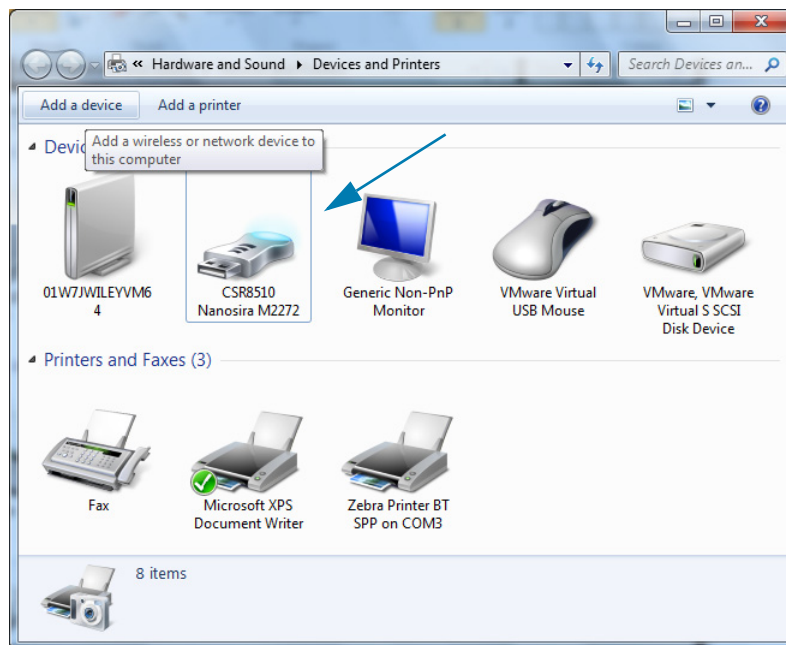 « Hardware and Sound ▸ Devices and Printers
Search Devices an...
Add a device
Add a printer
Devic
Add a wireless or network device to
this computer
01W7JWILEYVM6
4
CSR8510
Nanosira M2272
Generic Non-PnP
Monitor
VMware Virtual
USB Mouse
VMware, VMware
Virtual S SCSI
Disk Device
Printers and Faxes (3)
Fax
Microsoft XPS
Document Writer
Zebra Printer BT
SPP on COM3
8 items